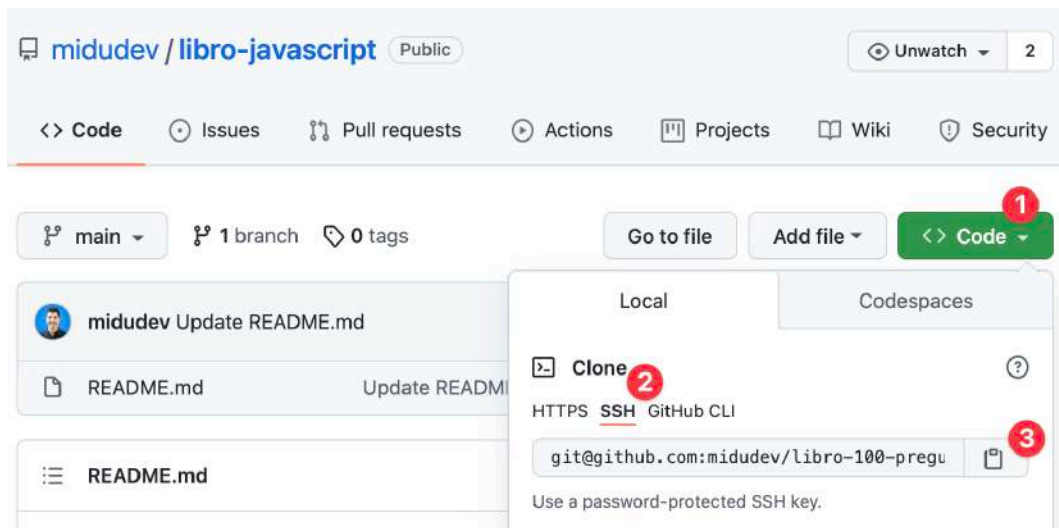 midudev / libro-javascript Public Unwatch 2
<> Code Issues Pull requests Actions Projects Wiki Security
1
main 1 branch 0 tags Go to file Add file <> Code
Local Codespaces
midudev Update README.md
Clone
2
README.md Update READM
HTTPS SSH GitHub CLI
3
git@github.com:midudev/libro-100-pregu
README.md
Use a password-protected SSH key.